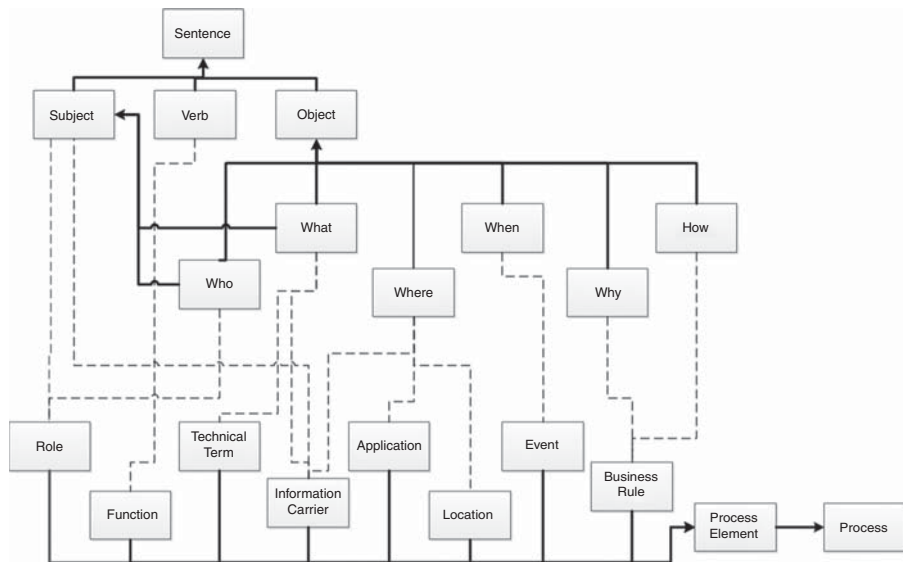 Sentence
Subject
Verb
Object
What
When
How
Who
Where
Why
Role
Technical
Term
Application
Event
Business
Rule
Function
Information
Carrier
Location
Process
Element
Process